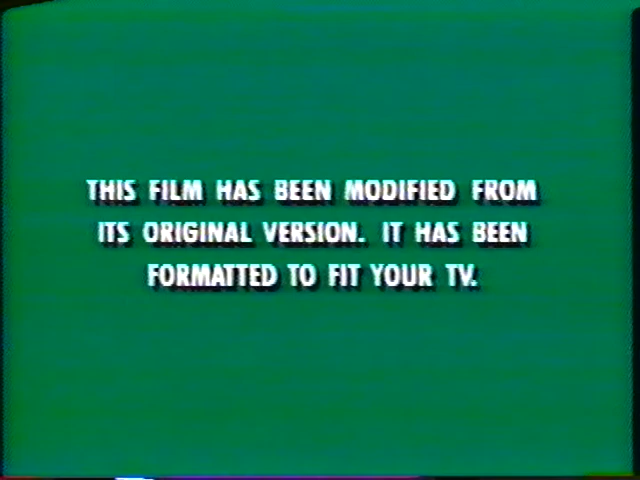 THIS FILM HAS BEEN MODIFIED FROM
ITS ORIGINAL VERSION. IT HAS BEEN
FORMATTED TO FIT YOUR TV.